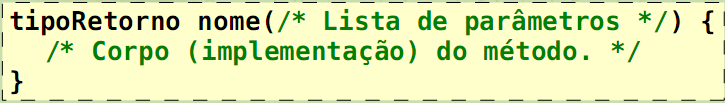 tipoRetorno nome(/* Lista de parâmetros */) {
/* Corpo (implementação) do método. */
}